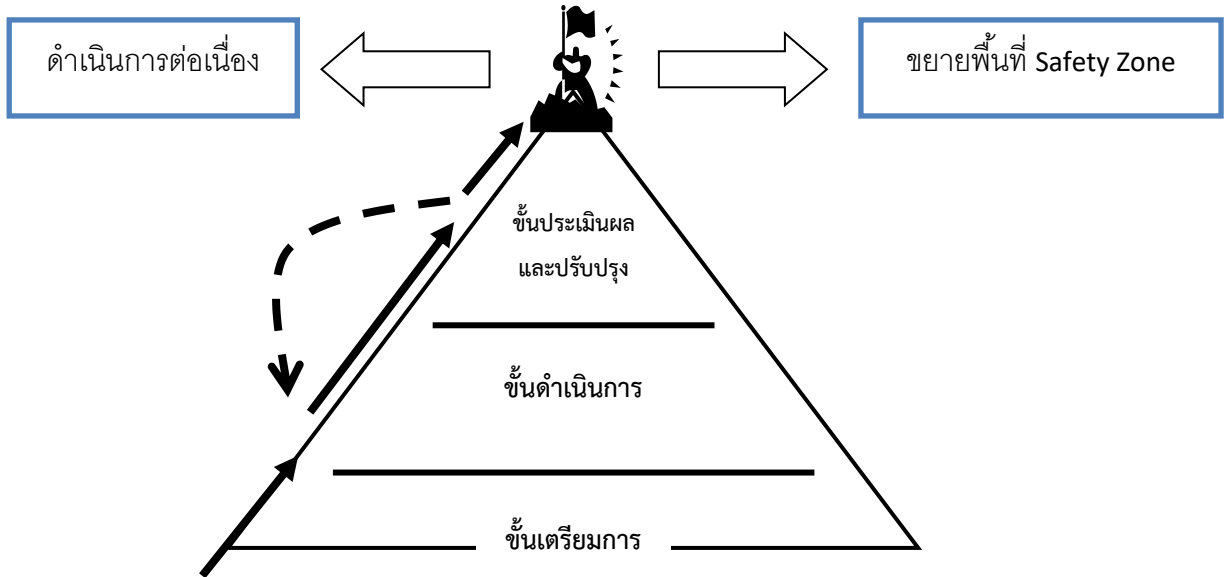 ดำเนินการต่อเนื่อง
ขยายพื้นที่ Safety Zone
ขั้นประเมินผล
และปรับปรุง
ขั้นดำเนินการ
ขั้นเตรียมการ